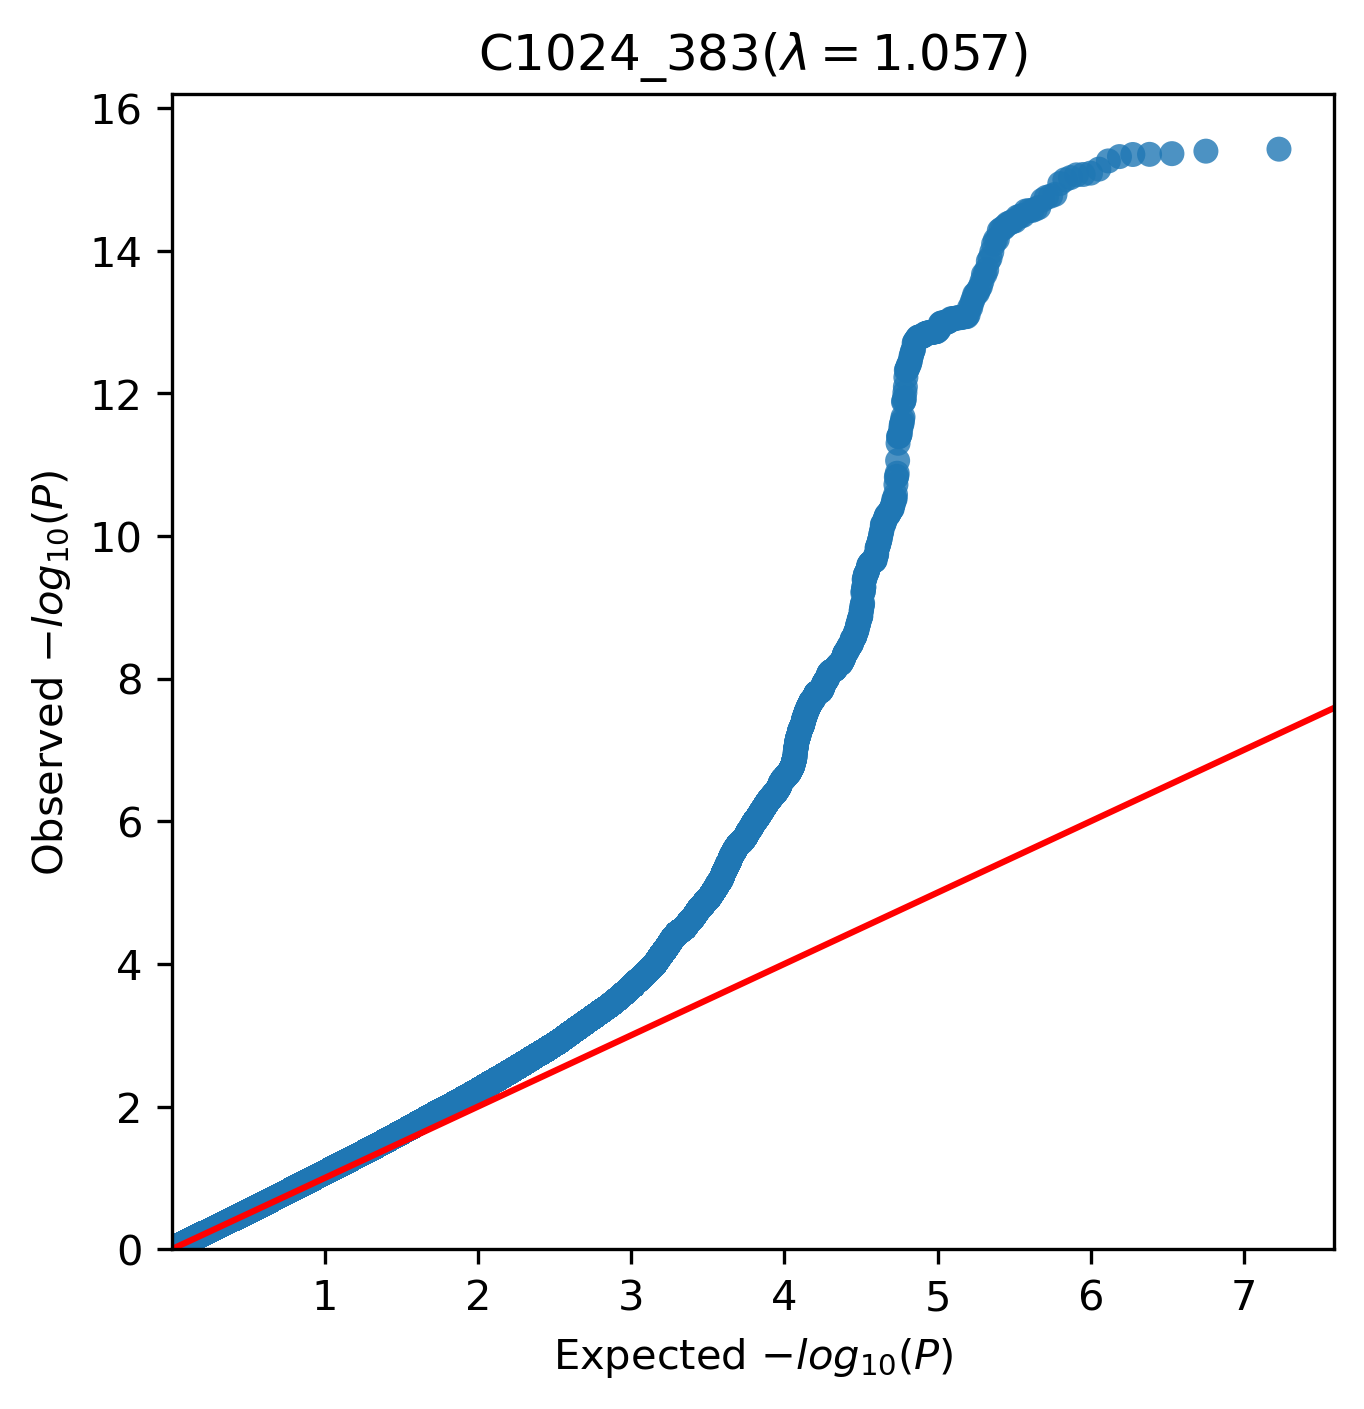 C1024_383(λ = 1.057)
Observed −log₁₀(P)
16
14
12
10
8
6
4
2
0
1 2 3 4 5 6 7
Expected −log₁₀(P)